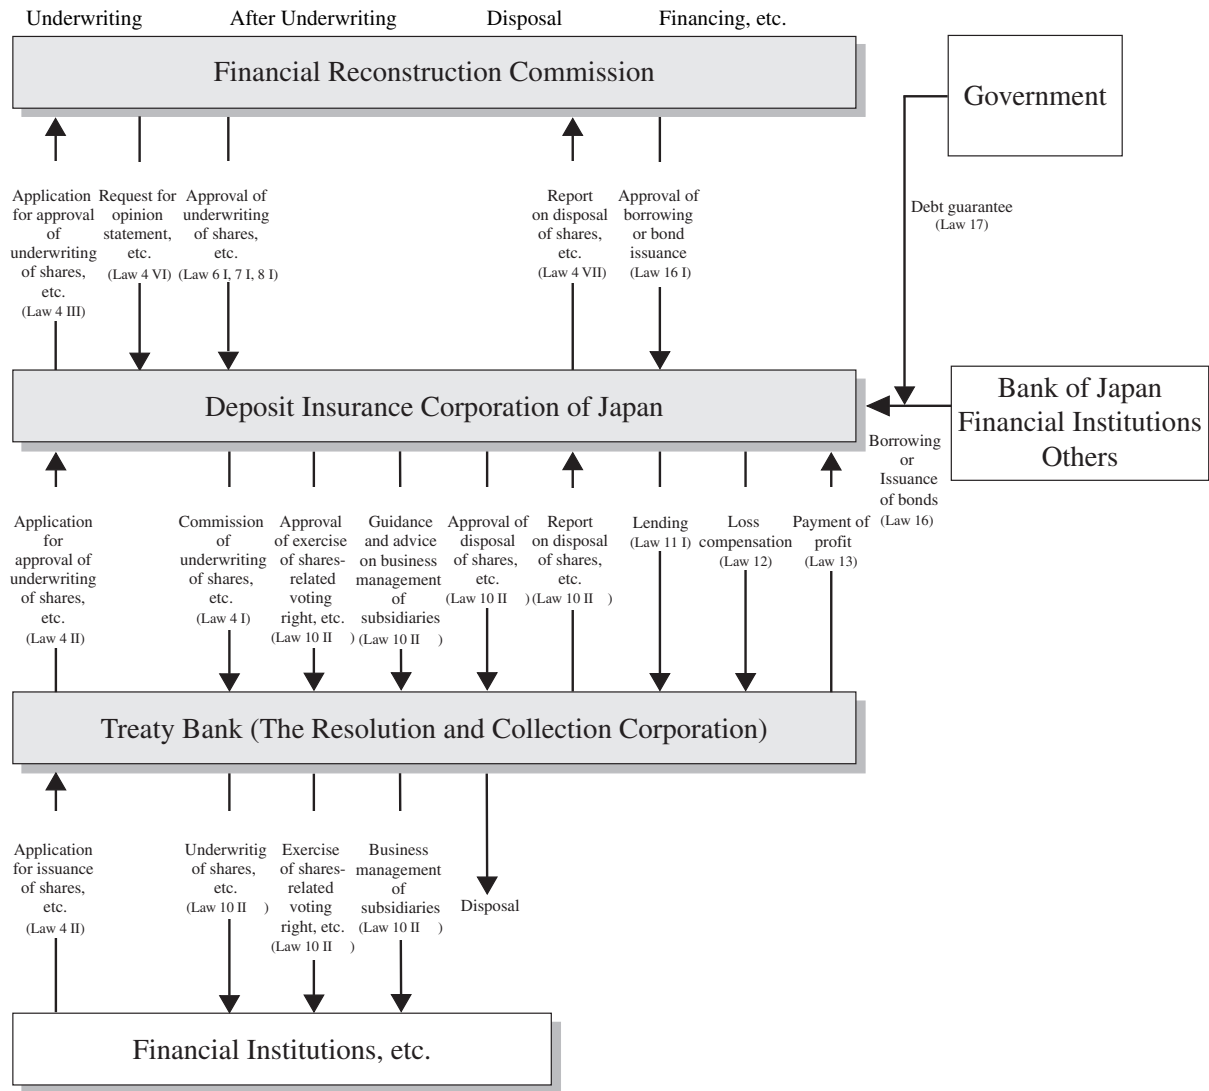 Underwriting
After Underwriting
Disposal
Financing, etc.
Financial Reconstruction Commission
Government
Application
for approval
of
underwriting
of shares,
etc.
(Law 4 III)
Request for
opinion
statement,
etc.
(Law 4 VI)
Approval of
underwriting
of shares,
etc.
(Law 6 I, 7 I, 8 I)
Report
on disposal
of shares,
etc.
(Law 4 VII)
Approval of
borrowing
or bond
issuance
(Law 16 I)
Debt guarantee
(Law 17)
Deposit Insurance Corporation of Japan
Bank of Japan
Financial Institutions
Others
Borrowing
or
Issuance
of bonds
(Law 16)
Application
for
approval of
underwriting
of shares,
etc.
(Law 4 II)
Commission
of
underwriting
of shares,
etc.
(Law 4 I)
Approval
of exercise
of shares-
related
voting
right, etc.
(Law 10 II )
Guidance
and advice
on business
management
of
subsidiaries
(Law 10 II )
Approval of
disposal
of shares,
etc.
(Law 10 II )
Report
on disposal
of shares,
etc.
(Law 10 II )
Lending
(Law 11 I)
Loss
compensation
(Law 12)
Payment of
profit
(Law 13)
Treaty Bank (The Resolution and Collection Corporation)
Application
for issuance
of shares,
etc.
(Law 4 II)
Underwritig
of shares,
etc.
(Law 10 II )
Exercise
of shares-
related
voting
right, etc.
(Law 10 II )
Business
management
of
subsidiaries
(Law 10 II )
Disposal
Financial Institutions, etc.